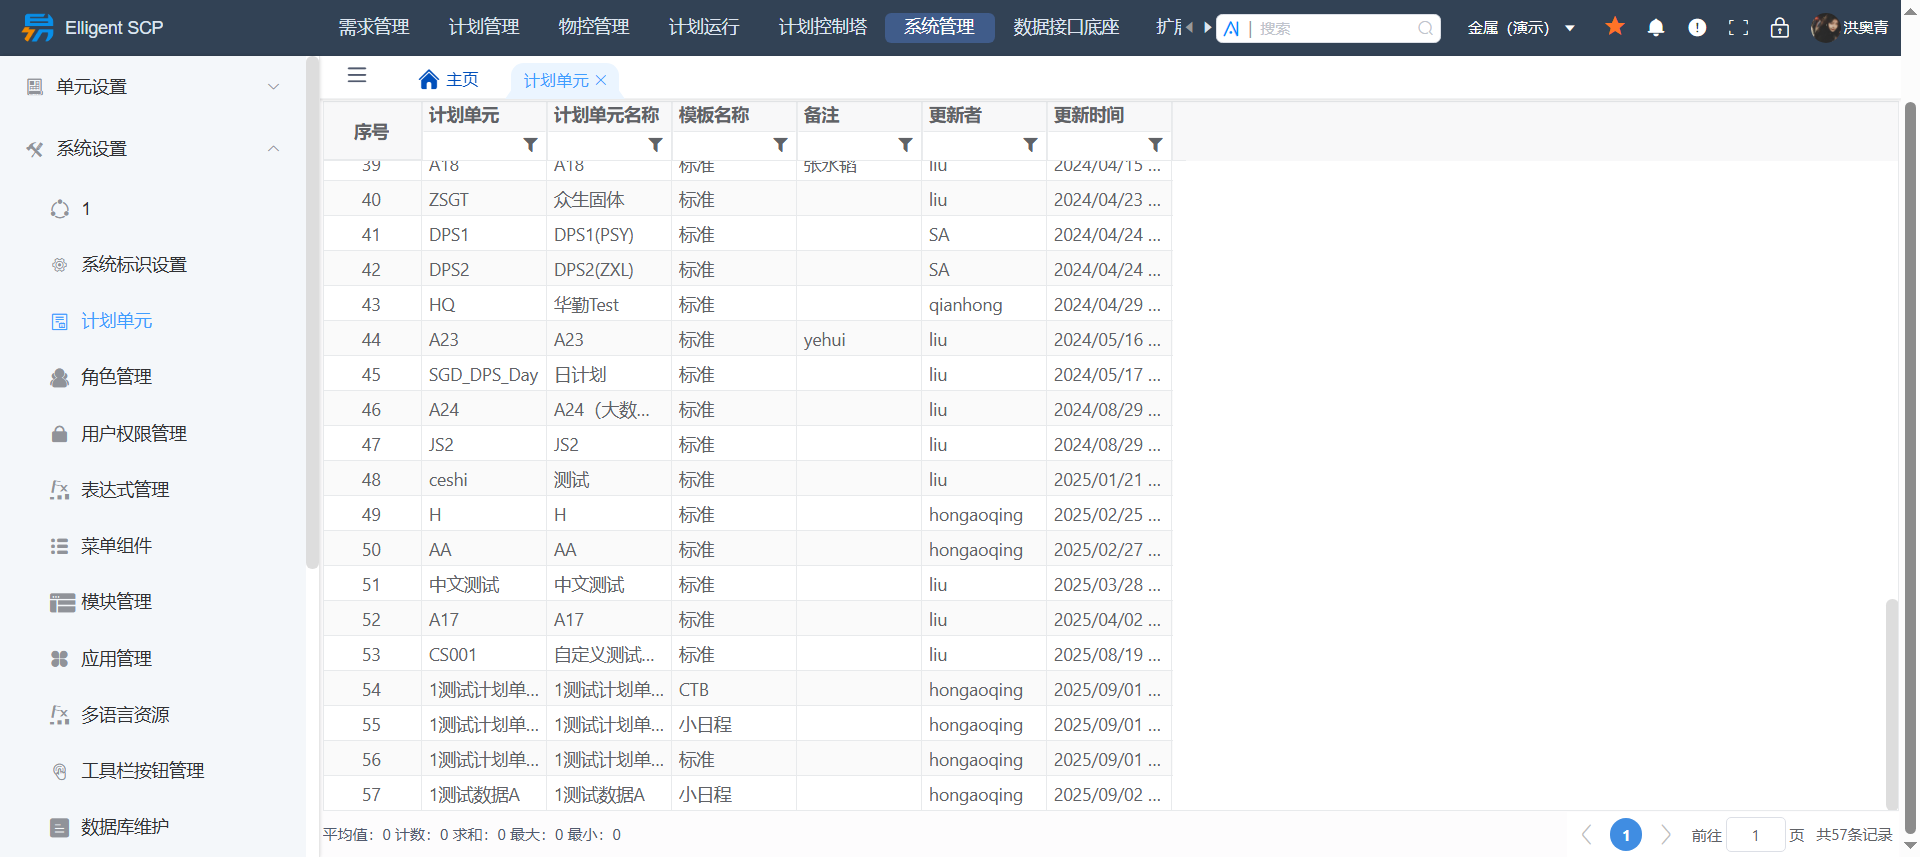 Elligent SCP 需求管理 计划管理 物控管理 计划运行 计划控制塔 系统管理 数据接口底座 搜索 金属 (演示) 洪奥青
单元设置
系统设置
1
系统标识设置
计划单元
角色管理
用户权限管理
表达式管理
菜单组件
模块管理
应用管理
多语言资源
工具栏按钮管理
数据库维护
主页 计划单元
序号 计划单元 计划单元名称 模板名称 备注 更新者 更新时间
39 A18 A18 标准 liu 2024/04/15 ...
40 ZSGT 众生固体 标准 liu 2024/04/23 ...
41 DPS1 DPS1(PSY) 标准 SA 2024/04/24 ...
42 DPS2 DPS2(ZXL) 标准 SA 2024/04/24 ...
43 HQ 华勤Test 标准 qianhong 2024/04/29 ...
44 A23 A23 标准 yehui liu 2024/05/16 ...
45 SGD_DPS_Day 日计划 标准 liu 2024/05/17 ...
46 A24 A24（大数... 标准 liu 2024/08/29 ...
47 JS2 JS2 标准 liu 2024/08/29 ...
48 ceshi 测试 标准 liu 2025/01/21 ...
49 H H 标准 hongaoqing 2025/02/25 ...
50 AA AA 标准 hongaoqing 2025/02/27 ...
51 中文测试 中文测试 标准 liu 2025/03/28 ...
52 A17 A17 标准 liu 2025/04/02 ...
53 CS001 自定义测试... 标准 liu 2025/08/19 ...
54 1测试计划单... 1测试计划单... CTB hongaoqing 2025/09/01 ...
55 1测试计划单... 1测试计划单... 小日程 hongaoqing 2025/09/01 ...
56 1测试计划单... 1测试计划单... 标准 hongaoqing 2025/09/01 ...
57 1测试数据A 1测试数据A 小日程 hongaoqing 2025/09/02 ...
平均值：0 计数：0 求和：0 最大：0 最小：0
1 前往 1 页 共57条记录